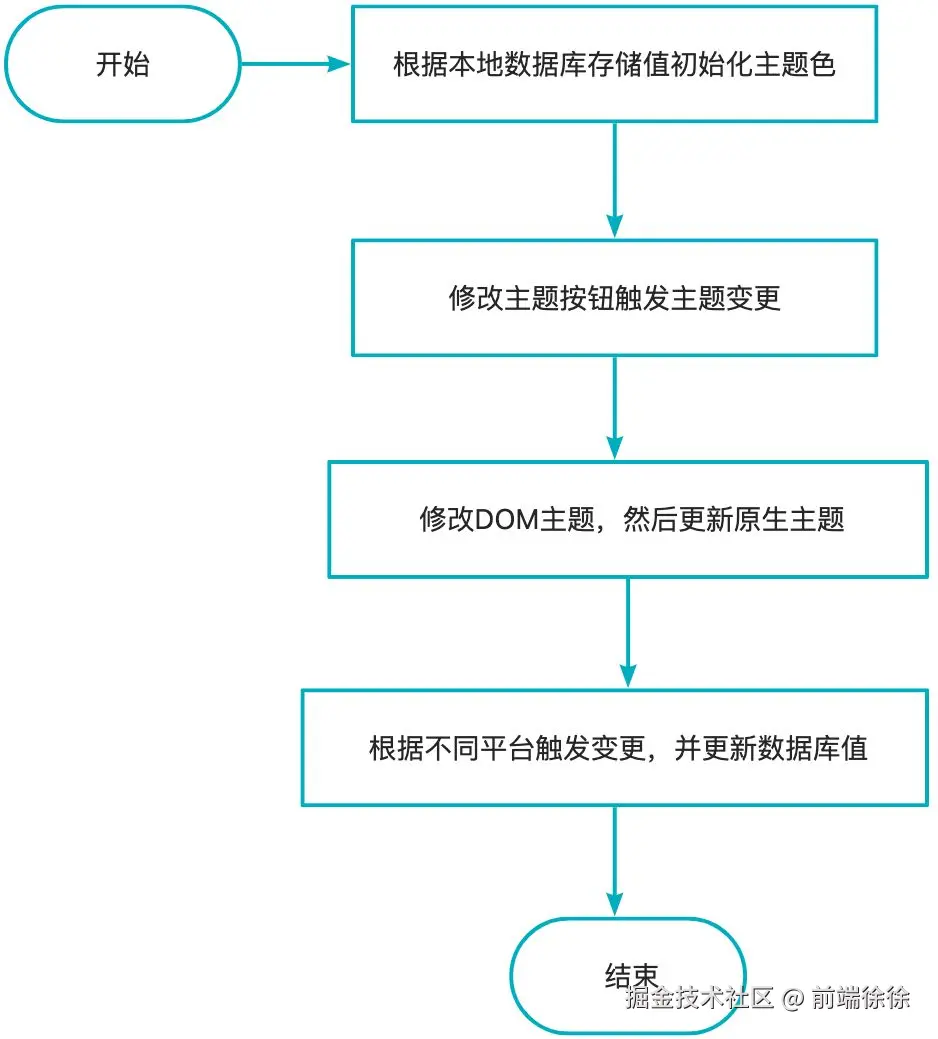 开始
根据本地数据库存储值初始化主题色
修改主题按钮触发主题变更
修改DOM主题，然后更新原生主题
根据不同平台触发变更，并更新数据库值
结束
掘金技术社区 @ 前端徐徐